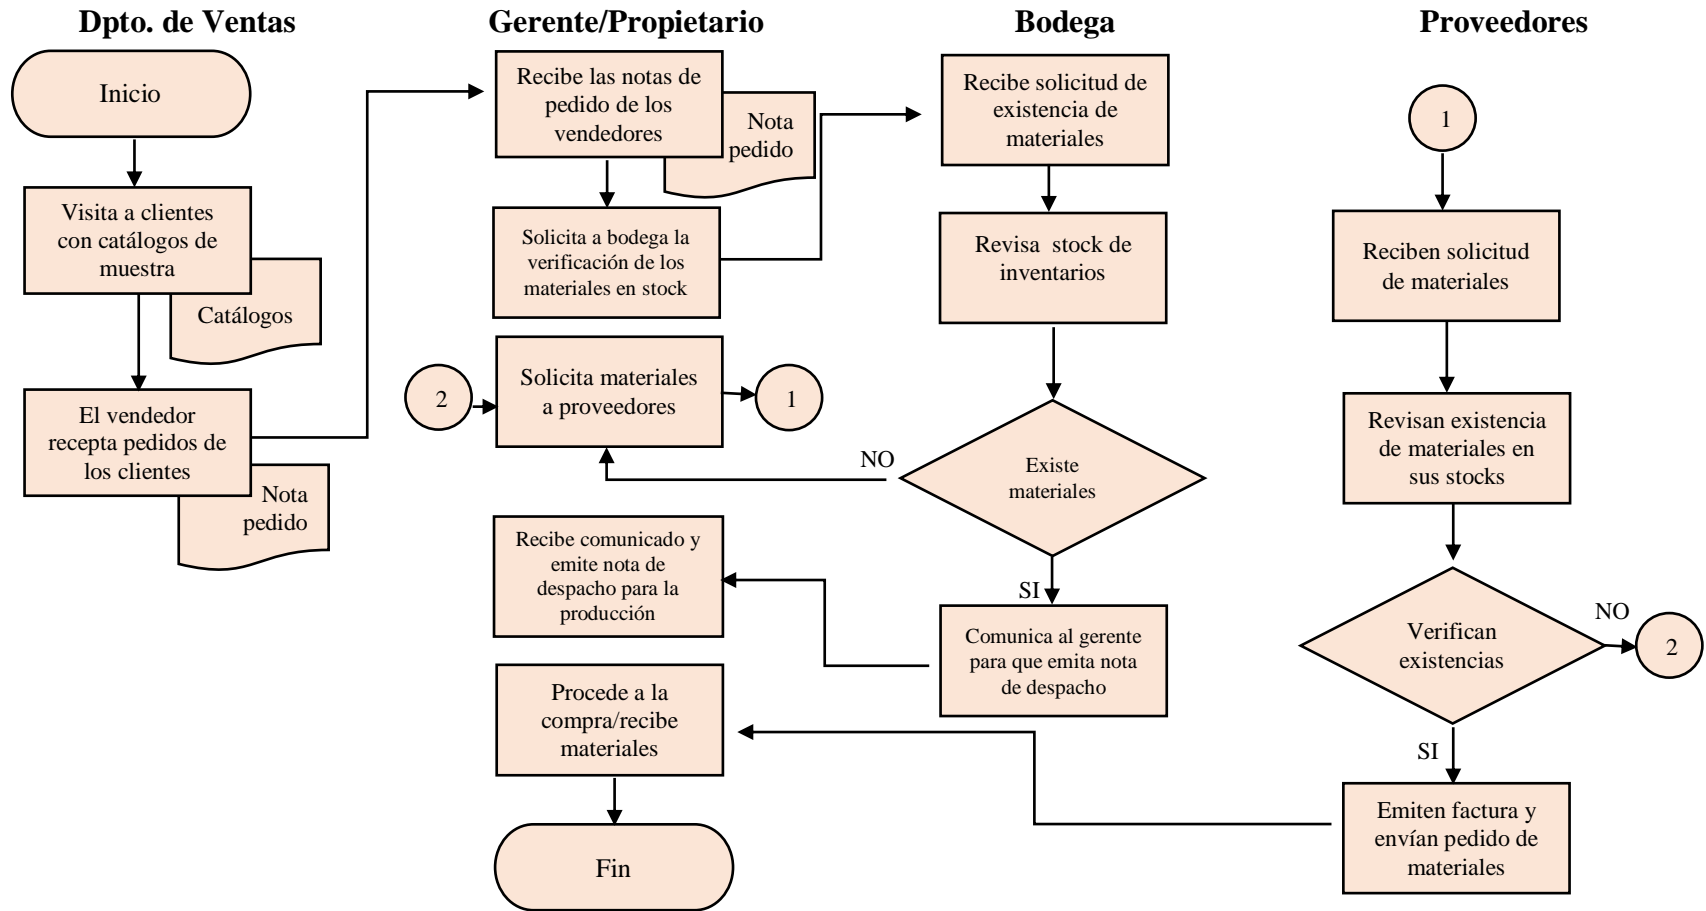 Dpto. de Ventas
Gerente/Propietario
Bodega
Proveedores
Inicio
Visita a clientes
con catálogos de
muestra
Catálogos
El vendedor
recepta pedidos de
los clientes
Nota
pedido
Recibe las notas de
pedido de los
vendedores
Nota
pedido
Solicita a bodega la
verificación de los
materiales en stock
2
Solicita materiales
a proveedores
1
Recibe comunicado y
emite nota de
despacho para la
producción
Procede a la
compra/recibe
materiales
Fin
Recibe solicitud de
existencia de
materiales
Revisa stock de
inventarios
Existe
materiales
NO
SI
Comunica al gerente
para que emita nota
de despacho
1
Reciben solicitud
de materiales
Revisan existencia
de materiales en
sus stocks
Verifican
existencias
NO
2
SI
Emiten factura y
envían pedido de
materiales